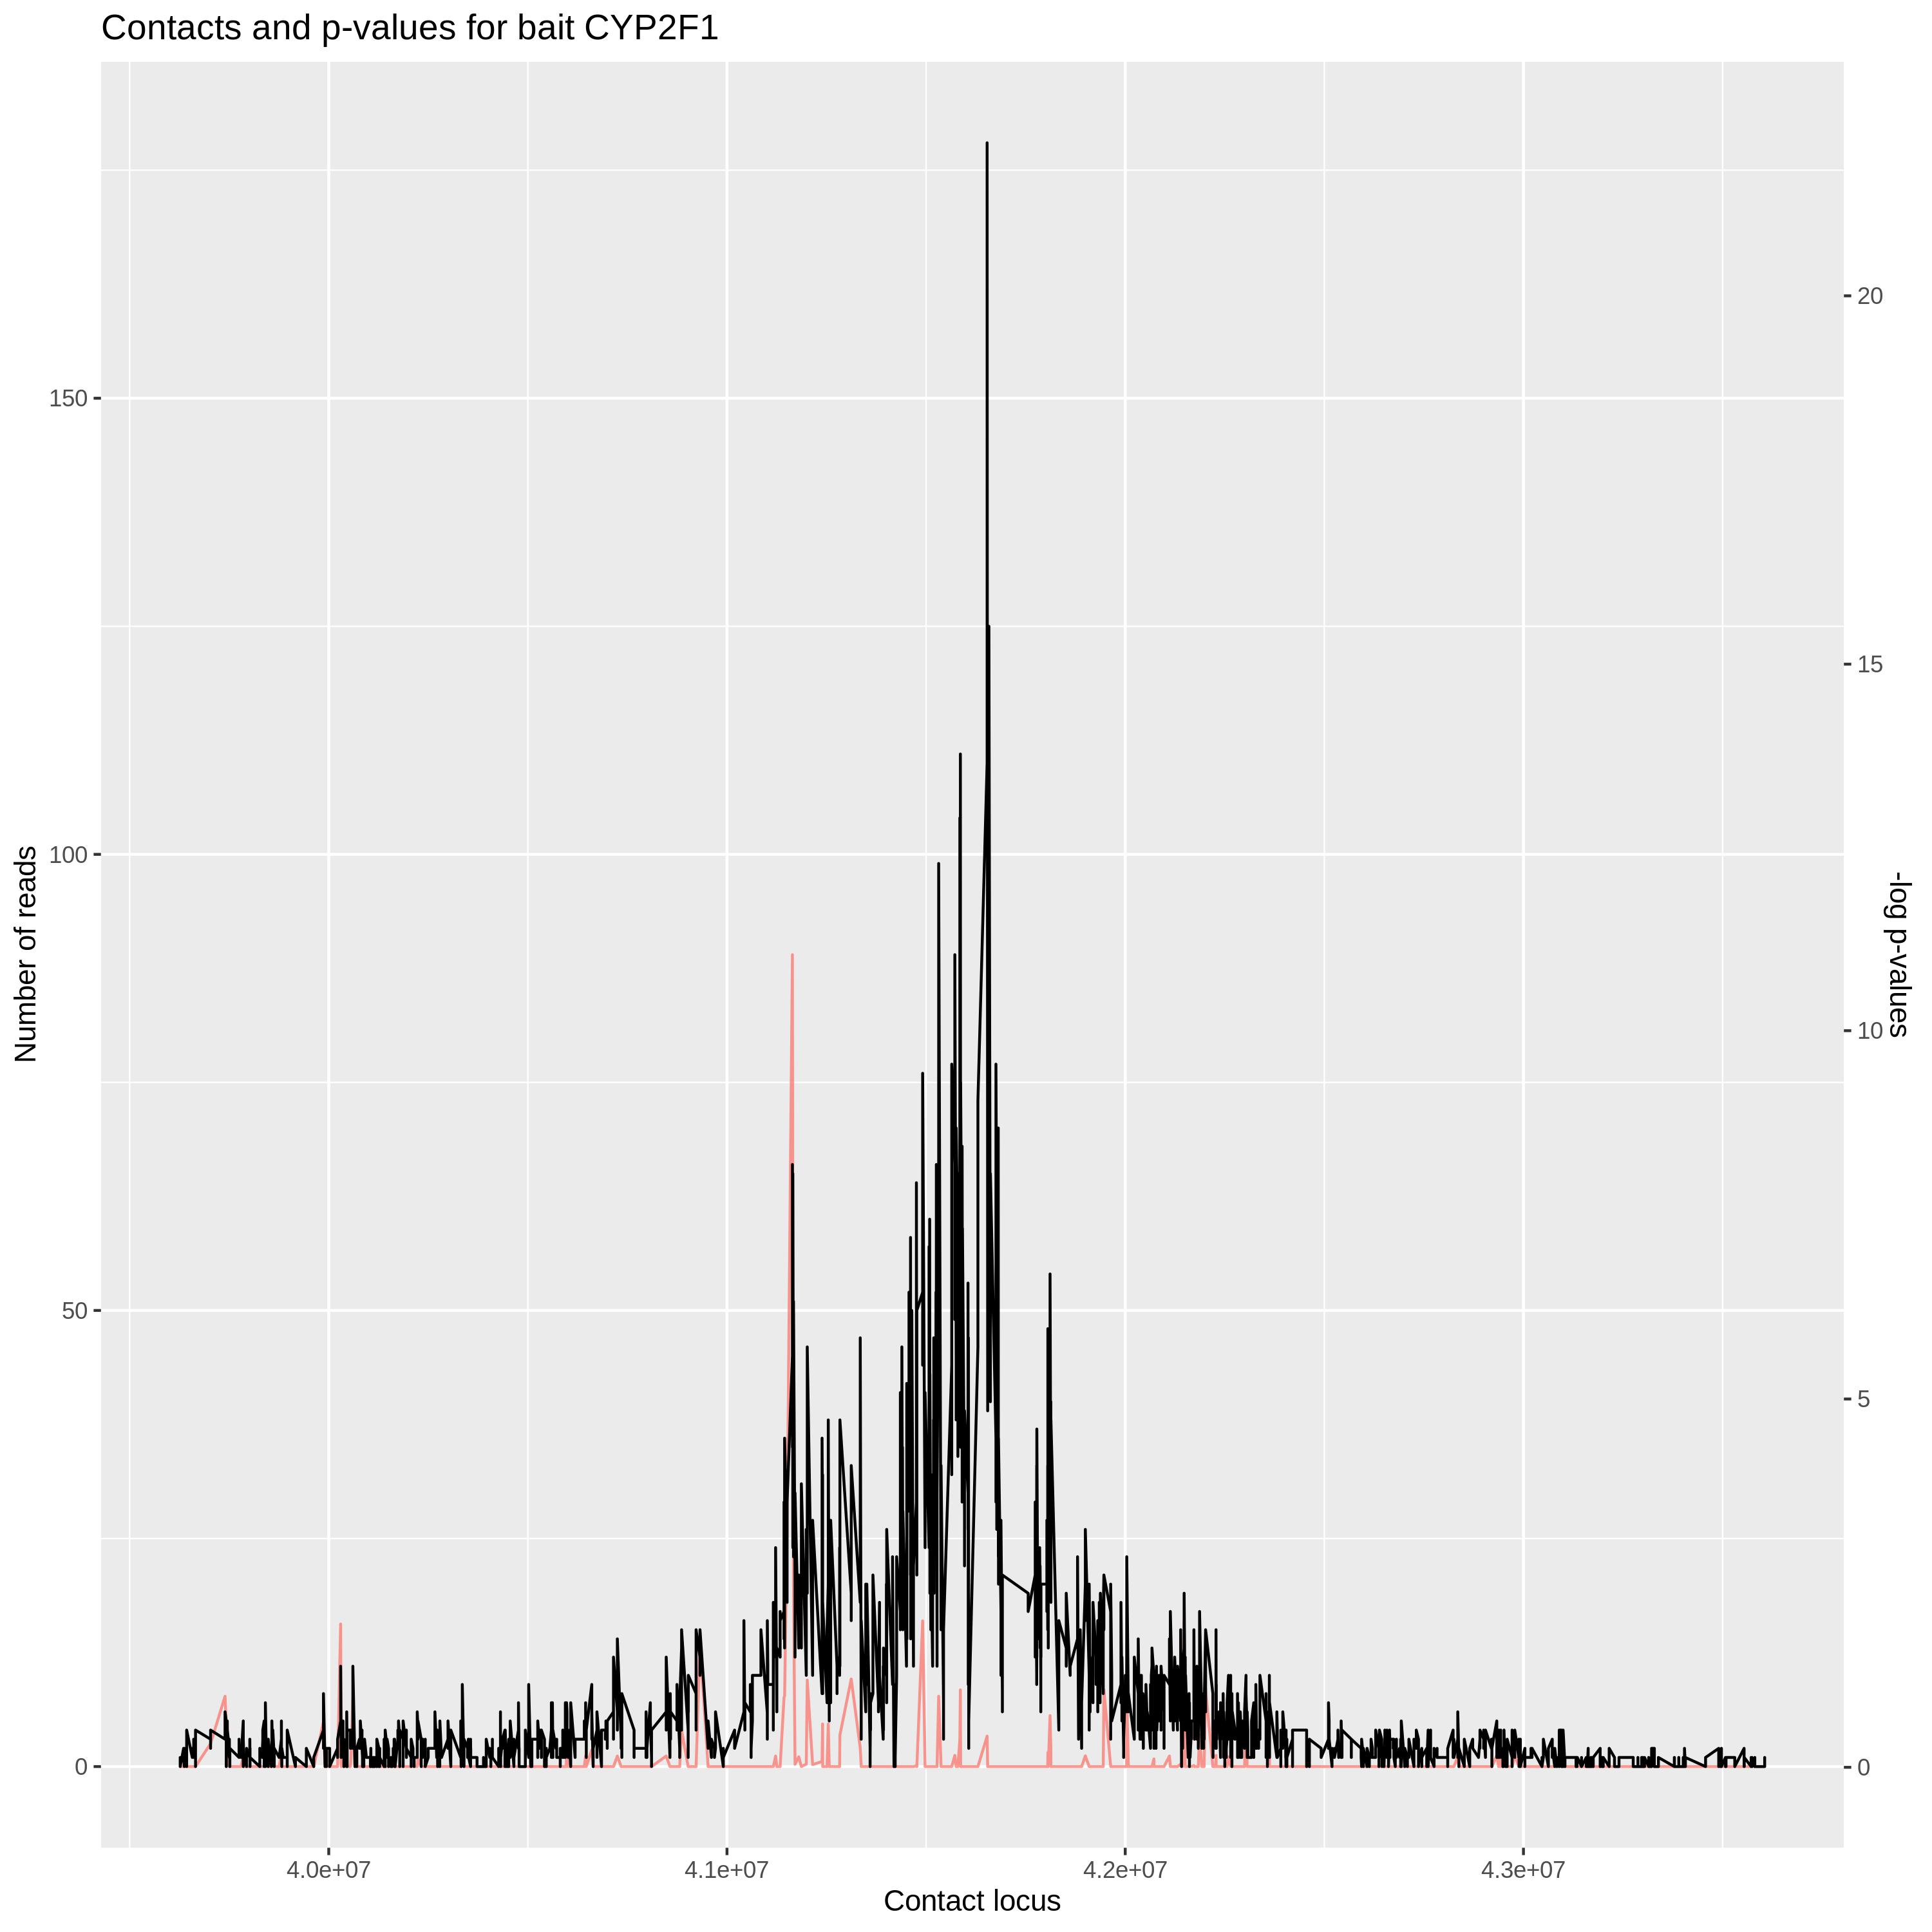 Contacts and p-values for bait CYP2F1
Number of reads
150
100
50
0
20
15
10
5
0
-log p-values
4.0e+07
4.1e+07
4.2e+07
4.3e+07
Contact locus